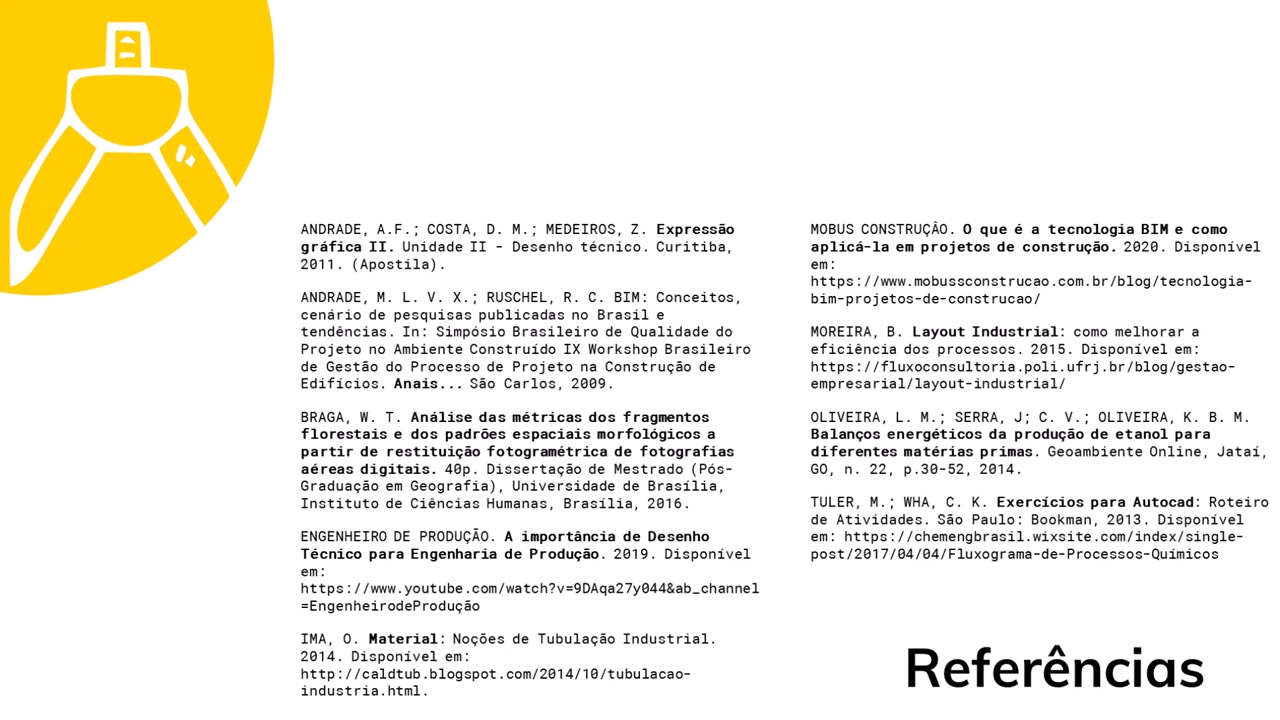 ANDRADE, A.F.; COSTA, D. M.; MEDEIROS, Z. Expressão
gráfica II. Unidade II - Desenho técnico. Curitiba,
2011. (Apostila).
ANDRADE, M. L. V. X.; RUSCHEL, R. C. BIM: Conceitos,
cenário de pesquisas publicadas no Brasil e
tendências. In: Simpósio Brasileiro de Qualidade do
Projeto no Ambiente Construído IX Workshop Brasileiro
de Gestão do Processo de Projeto na Construção de
Edifícios. Anais... São Carlos, 2009.
BRAGA, W. T. Análise das métricas dos fragmentos
florestais e dos padrões espaciais morfológicos a
partir de restituição fotogramétrica de fotografias
aéreas digitais. 40p. Dissertação de Mestrado (Pós-
Graduação em Geografia), Universidade de Brasília,
Instituto de Ciências Humanas, Brasília, 2016.
ENGENHEIRO DE PRODUÇÃO. A importância de Desenho
Técnico para Engenharia de Produção. 2019. Disponível
em:
https://www.youtube.com/watch?v=9DAqa27y044&ab_channel
=EngenheirodeProdução
IMA, O. Material: Noções de Tubulação Industrial.
2014. Disponível em:
http://caldtub.blogspot.com/2014/10/tubulacao-
industria.html.
MOBUS CONSTRUÇÃO. O que é a tecnologia BIM e como
aplicá-la em projetos de construção. 2020. Disponível
em:
https://www.mobussconstrucao.com.br/blog/tecnologia-
bim-projetos-de-construcao/
MOREIRA, B. Layout Industrial: como melhorar a
eficiência dos processos. 2015. Disponível em:
https://fluxoconsultoria.poli.ufrj.br/blog/gestao-
empresarial/layout-industrial/
OLIVEIRA, L. M.; SERRA, J; C. V.; OLIVEIRA, K. B. M.
Balanços energéticos da produção de etanol para
diferentes matérias primas. Geoambiente Online, Jataí,
GO, n. 22, p.30-52, 2014.
TULER, M.; WHA, C. K. Exercícios para Autocad: Roteiro
de Atividades. São Paulo: Bookman, 2013. Disponível
em: https://chemengbrasil.wixsite.com/index/single-
post/2017/04/04/Fluxograma-de-Processos-Químicos
Referências